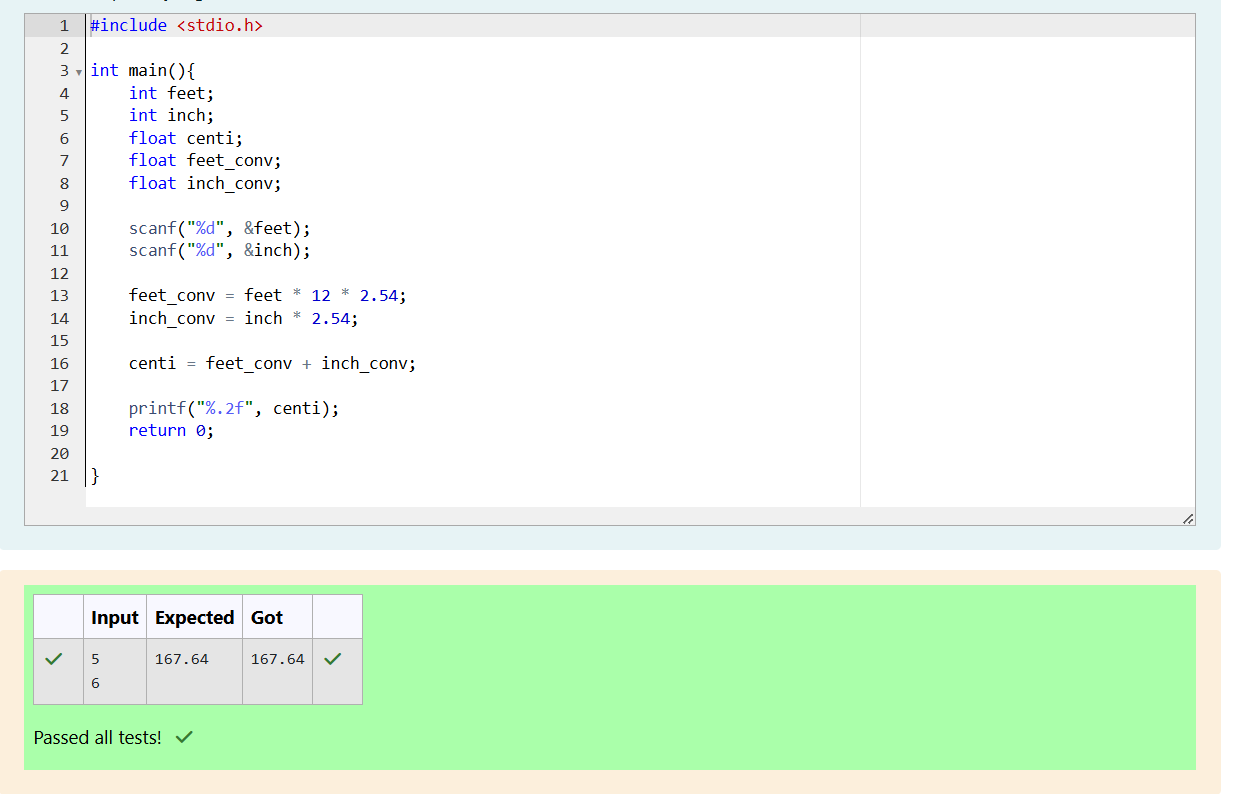 1 #include <stdio.h>
2
3 int main(){
4     int feet;
5     int inch;
6     float centi;
7     float feet_conv;
8     float inch_conv;
9
10     scanf("%d", &feet);
11     scanf("%d", &inch);
12
13     feet_conv = feet * 12 * 2.54;
14     inch_conv = inch * 2.54;
15
16     centi = feet_conv + inch_conv;
17
18     printf("%.2f", centi);
19     return 0;
20
21 }
Input Expected Got
5 167.64 167.64
6
Passed all tests!